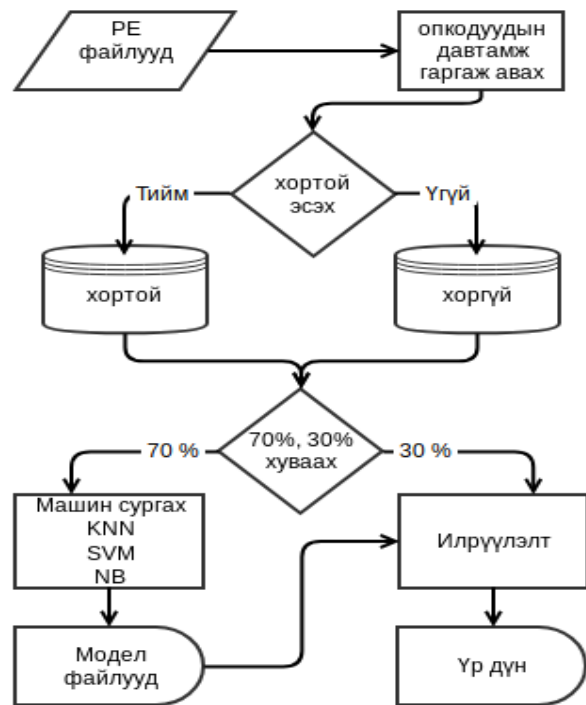 PE
файлууд
опкодуудын
давтамж
гаргаж авах
хортой
эсэх
Тийм
Үгүй
хортой
хоргүй
70%, 30%
хуваах
70 %
30 %
Машин сургах
KNN
SVM
NB
Илрүүлэлт
Модел
файлууд
Үр дүн